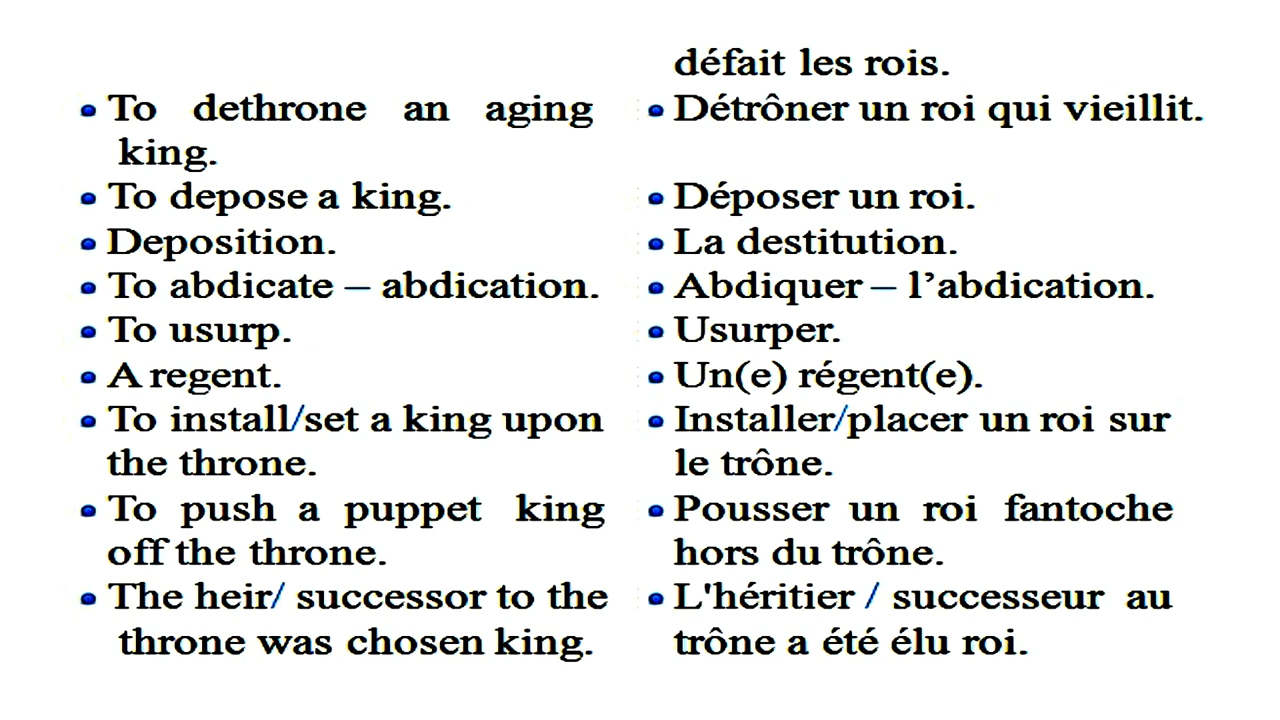 défait les rois.
• To dethrone an aging
king.
• Détrôner un roi qui vieillit.
• To depose a king.
• Déposer un roi.
• Deposition.
• La destitution.
• To abdicate – abdication.
• Abdiquer – l’abdication.
• To usurp.
• Usurper.
• A regent.
• Un(e) régent(e).
• To install/set a king upon
the throne.
• Installer/placer un roi sur
le trône.
• To push a puppet king
off the throne.
• Pousser un roi fantoche
hors du trône.
• The heir/ successor to the
throne was chosen king.
• L'héritier / successeur au
trône a été élu roi.